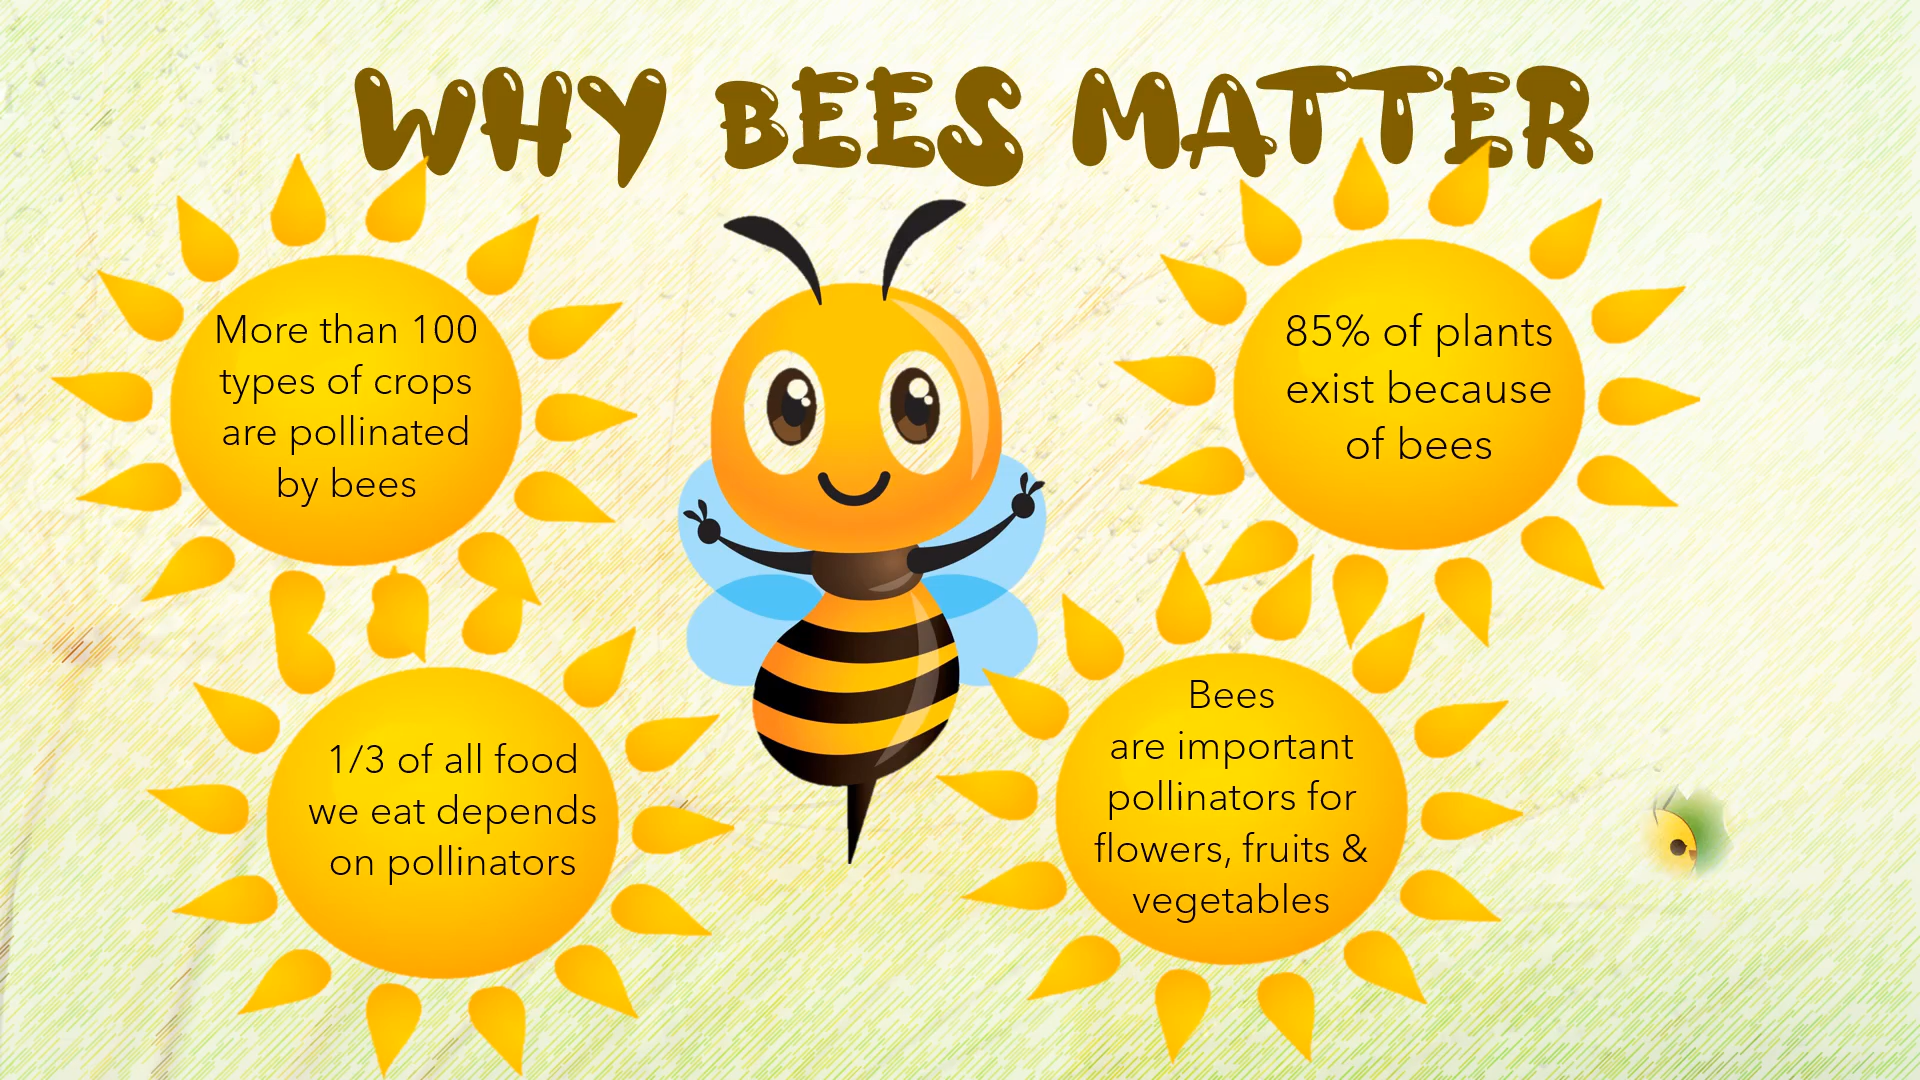 WHY BEES MATTER
More than 100
types of crops
are pollinated
by bees
85% of plants
exist because
of bees
1/3 of all food
we eat depends
on pollinators
Bees
are important
pollinators for
flowers, fruits &
vegetables